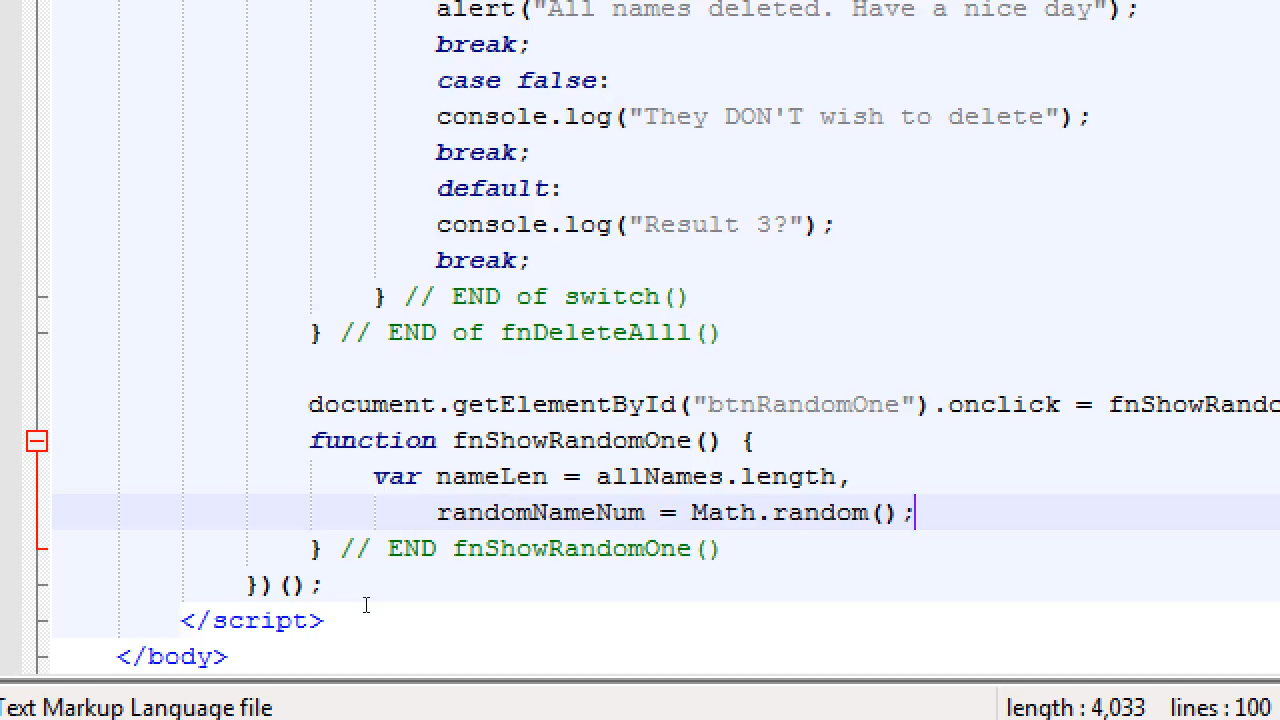 alert("All names deleted. Have a nice day");
break;
case false:
console.log("They DON'T wish to delete");
break;
default:
console.log("Result 3?");
break;
} // END of switch()
} // END of fnDeleteAlll()
document.getElementById("btnRandomOne").onclick = fnShowRando
function fnShowRandomOne() {
var nameLen = allNames.length,
randomNameNum = Math.random();
} // END fnShowRandomOne()
})();
</script>
</body>
Text Markup Language file length : 4,033 lines : 100